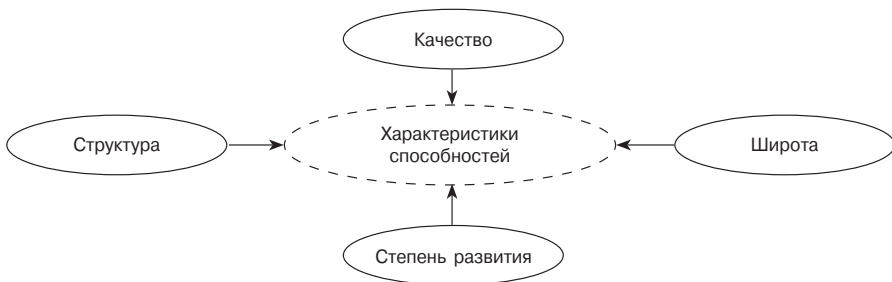 Качество
Структура
Характеристики
способностей
Широта
Степень развития